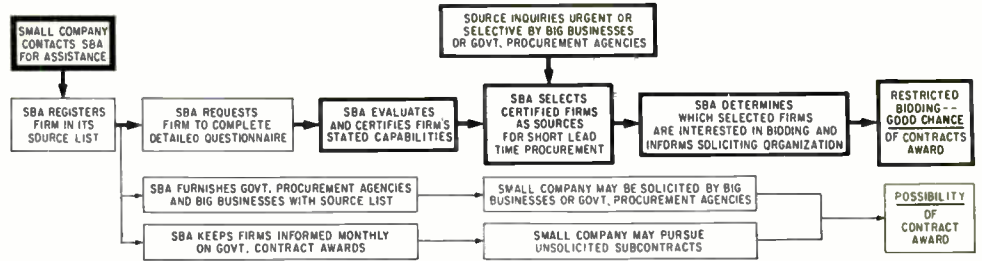 SMALL COMPANY
CONTACTS SBA
FOR ASSISTANCE
SOURCE INQUIRIES URGENT OR
SELECTIVE BY BIG BUSINESSES
OR GOVT. PROCUREMENT AGENCIES
SBA REGISTERS
FIRM IN ITS
SOURCE LIST
SBA REQUESTS
FIRM TO COMPLETE
DETAILED QUESTIONNAIRE
SBA EVALUATES
AND CERTIFIES FIRM'S
STATED CAPABILITIES
SBA SELECTS
CERTIFIED FIRMS
AS SOURCES
FOR SHORT LEAD
TIME PROCUREMENT
SBA DETERMINES
WHICH SELECTED FIRMS
ARE INTERESTED IN BIDDING AND
INFORMS SOLICITING ORGANIZATION
RESTRICTED
BIDDING--
GOOD CHANCE
OF CONTRACTS
AWARD
SBA FURNISHES GOVT. PROCUREMENT AGENCIES
AND BIG BUSINESSES WITH SOURCE LIST
SMALL COMPANY MAY BE SOLICITED BY BIG
BUSINESSES OR GOVT. PROCUREMENT AGENCIES
SBA KEEPS FIRMS INFORMED MONTHLY
ON GOVT. CONTRACT AWARDS
SMALL COMPANY MAY PURSUE
UNSOLICITED SUBCONTRACTS
POSSIBILITY
OF
CONTRACT
AWARD